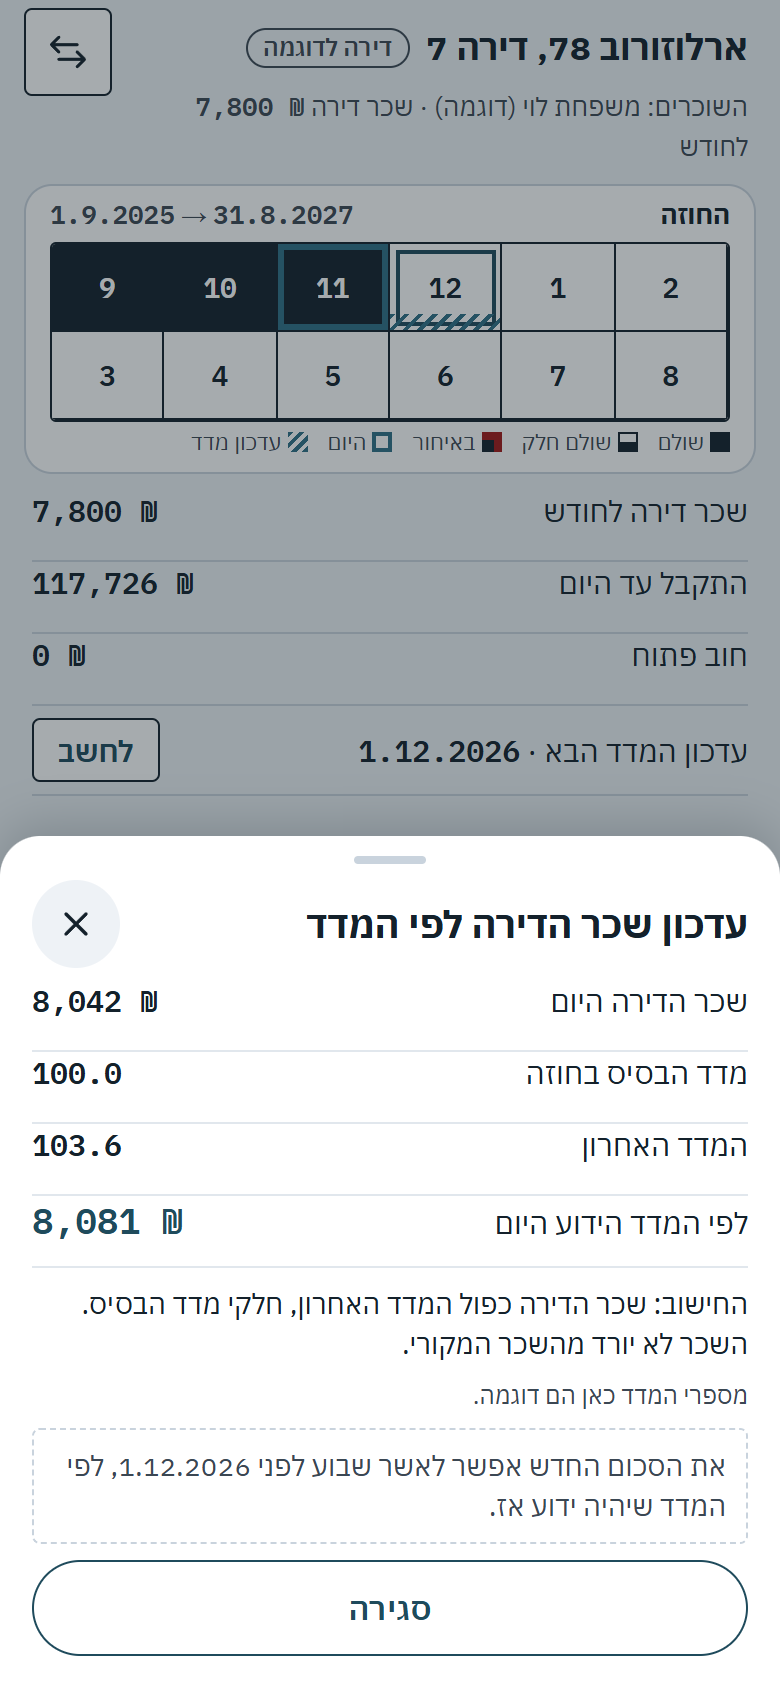 ארלוזורוב 78, דירה 7 דירה לדוגמה
השוכרים: משפחת לוי (דוגמה) · שכר דירה ₪ 7,800
לחודש
החוזה 1.9.2025→31.8.2027
9 10 11 12 1 2
3 4 5 6 7 8
שולם שולם חלק באיחור היום עדכון מדד
שכר דירה לחודש 7,800 ₪
התקבל עד היום 117,726 ₪
חוב פתוח 0 ₪
עדכון המדד הבא · 1.12.2026 לחשב
עדכון שכר הדירה לפי המדד
שכר הדירה היום 8,042 ₪
מדד הבסיס בחוזה 100.0
המדד האחרון 103.6
לפי המדד הידוע היום 8,081 ₪
החישוב: שכר הדירה כפול המדד האחרון, חלקי מדד הבסיס.
השכר לא יורד מהשכר המקורי.
מספרי המדד כאן הם דוגמה.
את הסכום החדש אפשר לאשר שבוע לפני 1.12.2026, לפי
המדד שיהיה ידוע אז.
סגירה